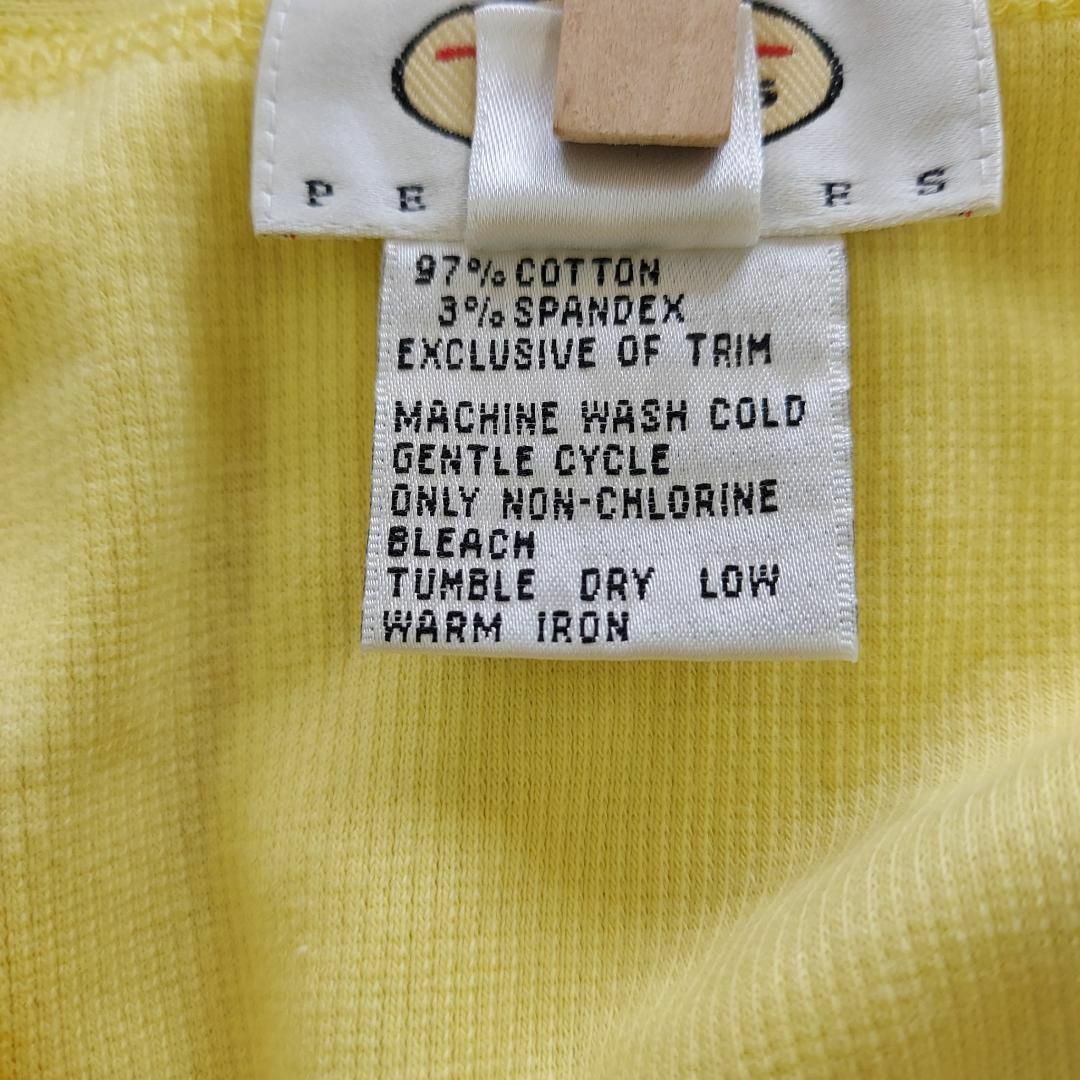 S
P E R S
97% COTTON
3% SPANDEX
EXCLUSIVE OF TRIM
MACHINE WASH COLD
GENTLE CYCLE
ONLY NON-CHLORINE
BLEACH
TUMBLE DRY LOW
WARM IRON